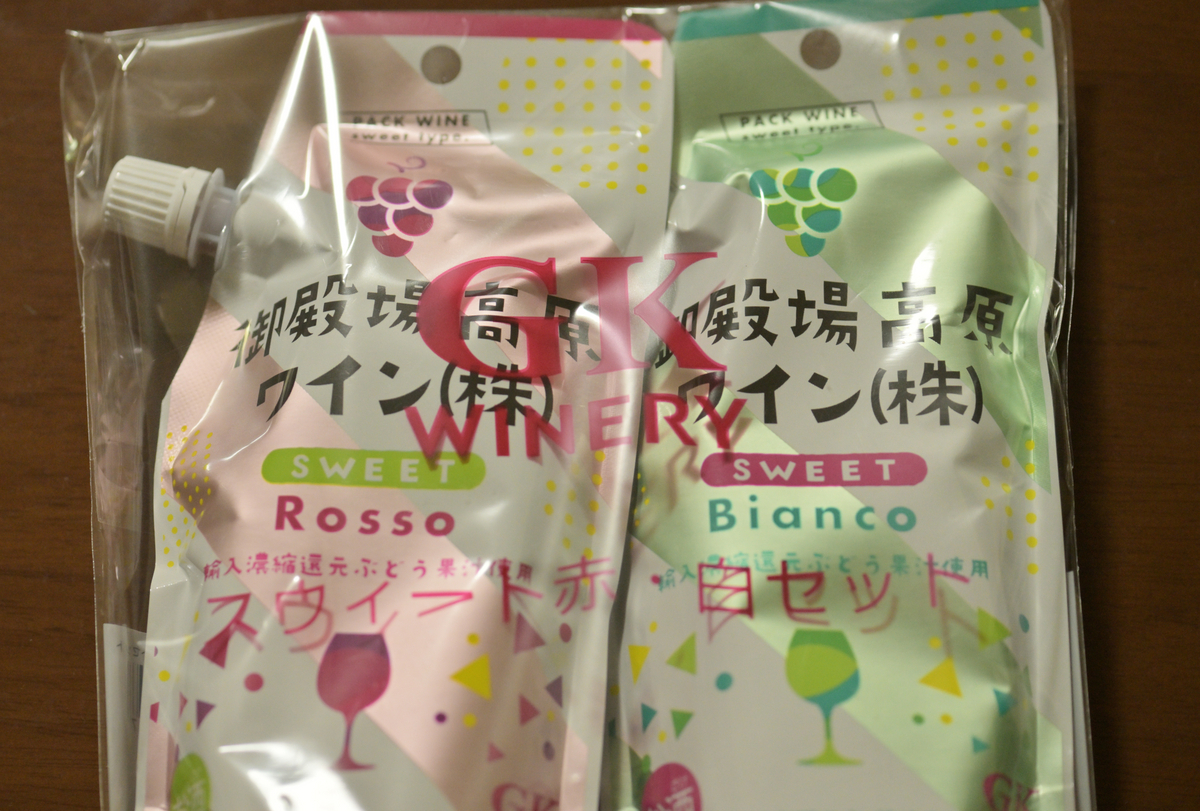 PACK WINE
sweet type.
御殿場高原
ワイン(株)
SWEET
Rosso
輸入濃縮還元ぶどう果汁使用
PACK WINE
sweet type.
御殿場高原
ワイン(株)
SWEET
Bianco
輸入濃縮還元ぶどう果汁使用
GK
WINERY
スウィート赤・白セット
GK
GK